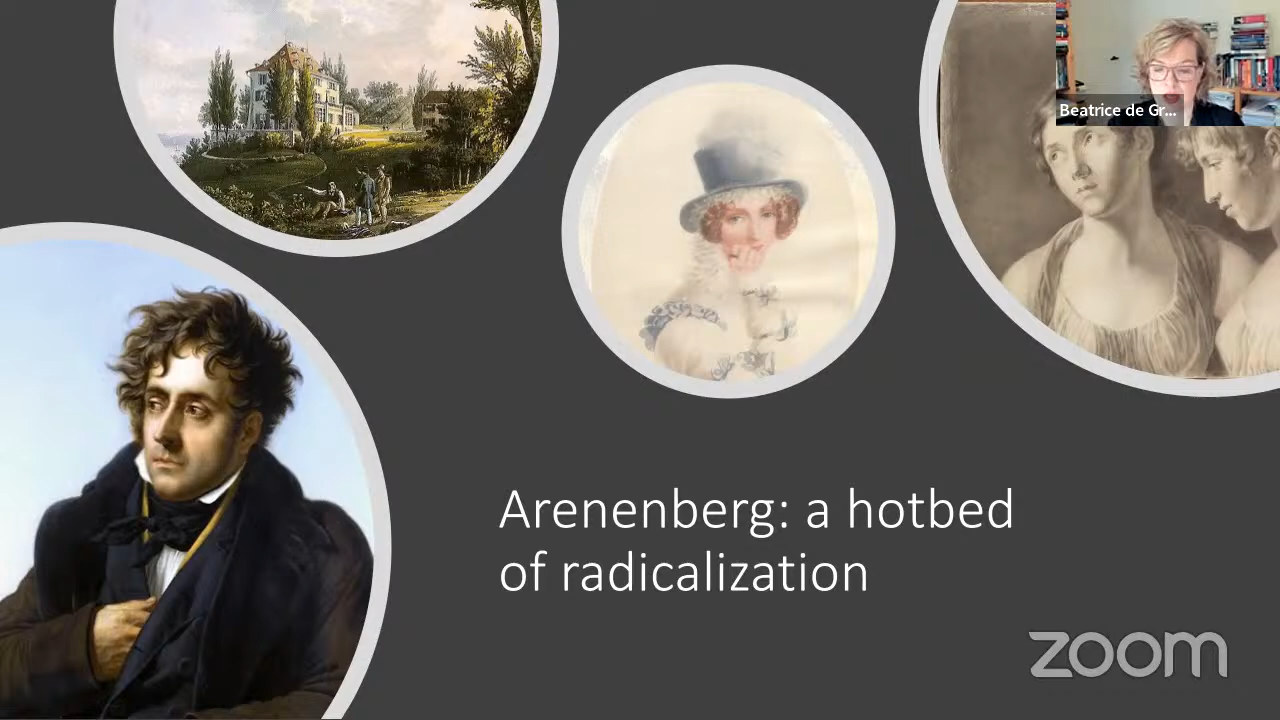 Beatrice de Gr...
Arenenberg: a hotbed
of radicalization
zoom